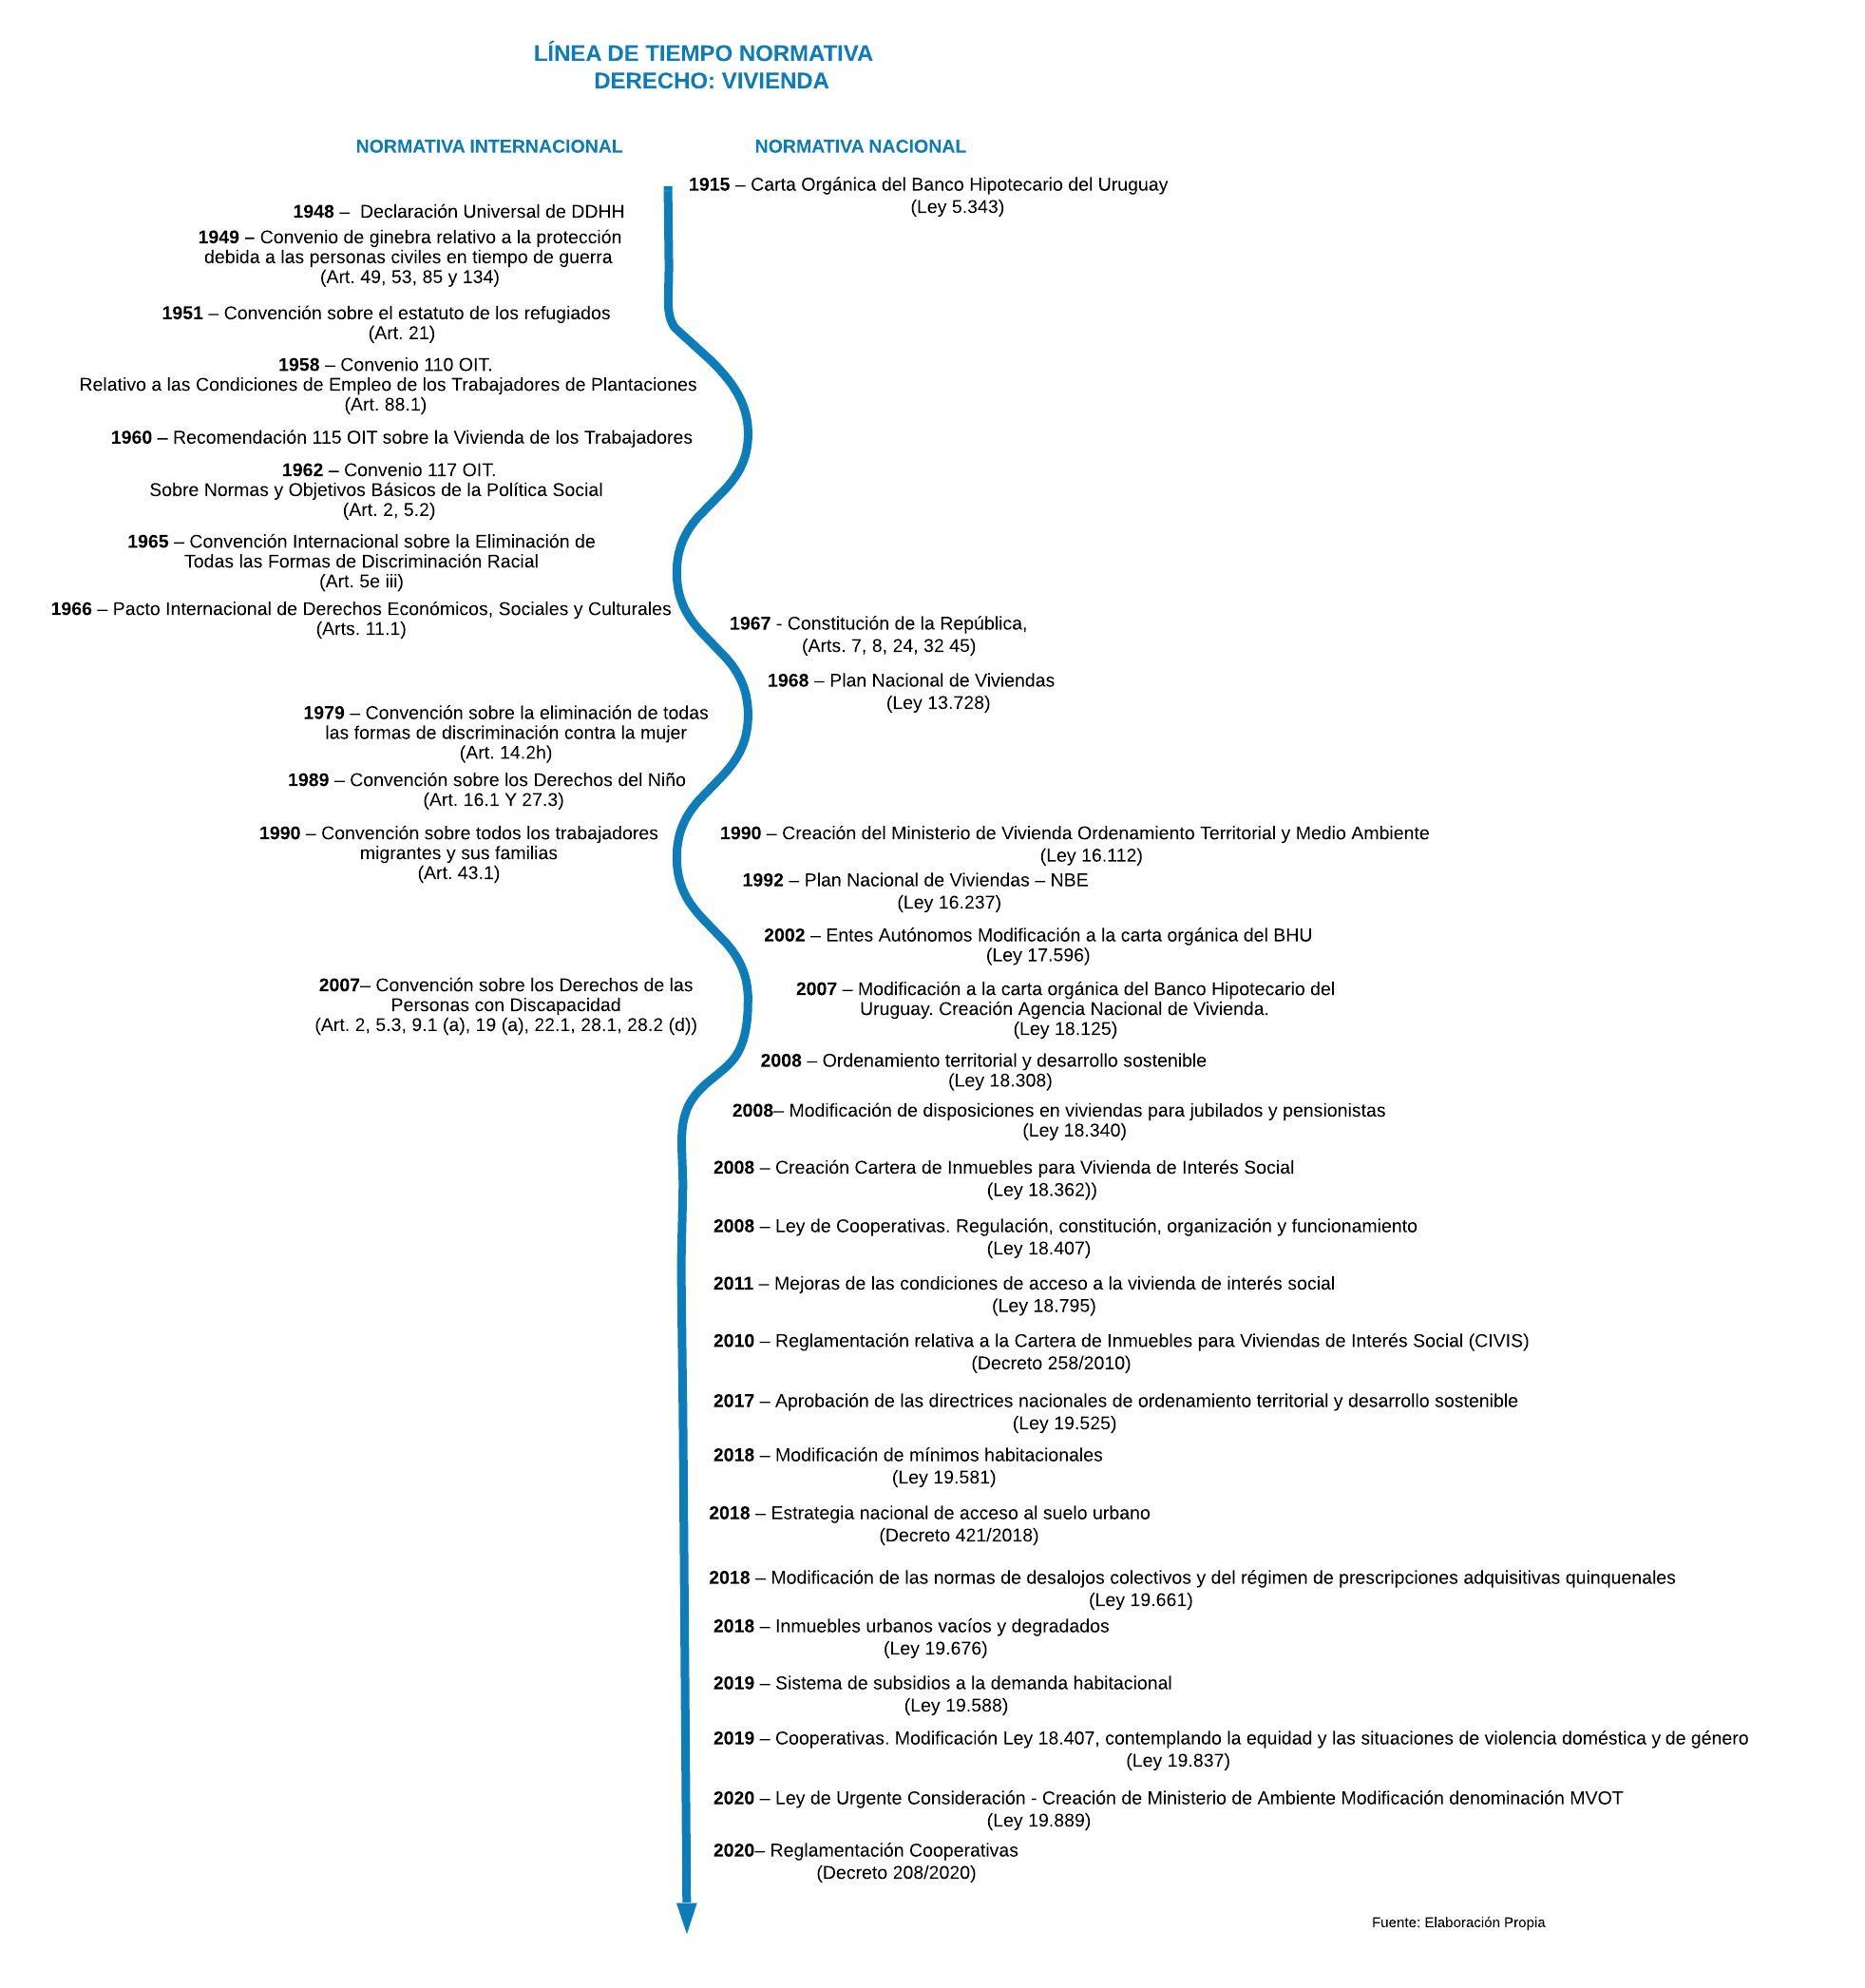 LÍNEA DE TIEMPO NORMATIVA
DERECHO: VIVIENDA
NORMATIVA INTERNACIONAL
1948 – Declaración Universal de DDHH
1949 – Convenio de ginebra relativo a la protección
debida a las personas civiles en tiempo de guerra
(Art. 49, 53, 85 y 134)
1951 – Convención sobre el estatuto de los refugiados
(Art. 21)
1958 – Convenio 110 OIT.
Relativo a las Condiciones de Empleo de los Trabajadores de Plantaciones
(Art. 88.1)
1960 – Recomendación 115 OIT sobre la Vivienda de los Trabajadores
1962 – Convenio 117 OIT.
Sobre Normas y Objetivos Básicos de la Política Social
(Art. 2, 5.2)
1965 – Convención Internacional sobre la Eliminación de
Todas las Formas de Discriminación Racial
(Art. 5e iii)
1966 – Pacto Internacional de Derechos Económicos, Sociales y Culturales
(Arts. 11.1)
1979 – Convención sobre la eliminación de todas
las formas de discriminación contra la mujer
(Art. 14.2h)
1989 – Convención sobre los Derechos del Niño
(Art. 16.1 Y 27.3)
1990 – Convención sobre todos los trabajadores
migrantes y sus familias
(Art. 43.1)
2007– Convención sobre los Derechos de las
Personas con Discapacidad
(Art. 2, 5.3, 9.1 (a), 19 (a), 22.1, 28.1, 28.2 (d))
NORMATIVA NACIONAL
1915 – Carta Orgánica del Banco Hipotecario del Uruguay
(Ley 5.343)
1967 - Constitución de la República,
(Arts. 7, 8, 24, 32 45)
1968 – Plan Nacional de Viviendas
(Ley 13.728)
1990 – Creación del Ministerio de Vivienda Ordenamiento Territorial y Medio Ambiente
(Ley 16.112)
1992 – Plan Nacional de Viviendas – NBE
(Ley 16.237)
2002 – Entes Autónomos Modificación a la carta orgánica del BHU
(Ley 17.596)
2007 – Modificación a la carta orgánica del Banco Hipotecario del
Uruguay. Creación Agencia Nacional de Vivienda.
(Ley 18.125)
2008 – Ordenamiento territorial y desarrollo sostenible
(Ley 18.308)
2008– Modificación de disposiciones en viviendas para jubilados y pensionistas
(Ley 18.340)
2008 – Creación Cartera de Inmuebles para Vivienda de Interés Social
(Ley 18.362))
2008 – Ley de Cooperativas. Regulación, constitución, organización y funcionamiento
(Ley 18.407)
2011 – Mejoras de las condiciones de acceso a la vivienda de interés social
(Ley 18.795)
2010 – Reglamentación relativa a la Cartera de Inmuebles para Viviendas de Interés Social (CIVIS)
(Decreto 258/2010)
2017 – Aprobación de las directrices nacionales de ordenamiento territorial y desarrollo sostenible
(Ley 19.525)
2018 – Modificación de mínimos habitacionales
(Ley 19.581)
2018 – Estrategia nacional de acceso al suelo urbano
(Decreto 421/2018)
2018 – Modificación de las normas de desalojos colectivos y del régimen de prescripciones adquisitivas quinquenales
(Ley 19.661)
2018 – Inmuebles urbanos vacíos y degradados
(Ley 19.676)
2019 – Sistema de subsidios a la demanda habitacional
(Ley 19.588)
2019 – Cooperativas. Modificación Ley 18.407, contemplando la equidad y las situaciones de violencia doméstica y de género
(Ley 19.837)
2020 – Ley de Urgente Consideración - Creación de Ministerio de Ambiente Modificación denominación MVOT
(Ley 19.889)
2020– Reglamentación Cooperativas
(Decreto 208/2020)
Fuente: Elaboración Propia